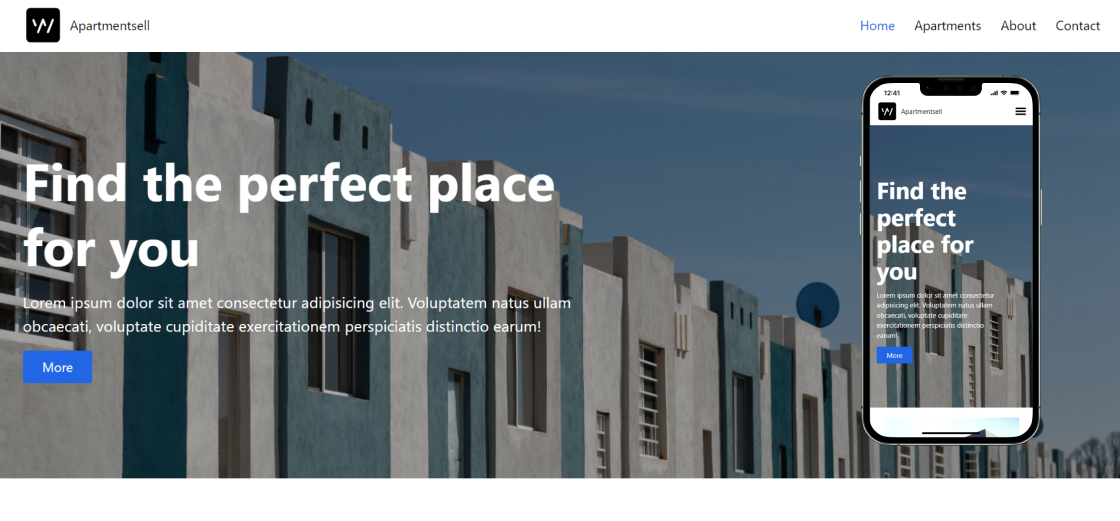 Apartmentsell
Home Apartments About Contact
Find the perfect place
for you
Lorem ipsum dolor sit amet consectetur adipisicing elit. Voluptatem natus ullam
obcaecati, voluptate cupiditate exercitationem perspiciatis distinctio earum!
More
12:41
Apartmentsell
Find the
perfect
place for
you
Lorem ipsum dolor sit amet consectetur
adipisicing elit. Voluptatem natus ullam
obcaecati, voluptate cupiditate
exercitationem perspiciatis distinctio
earum!
More